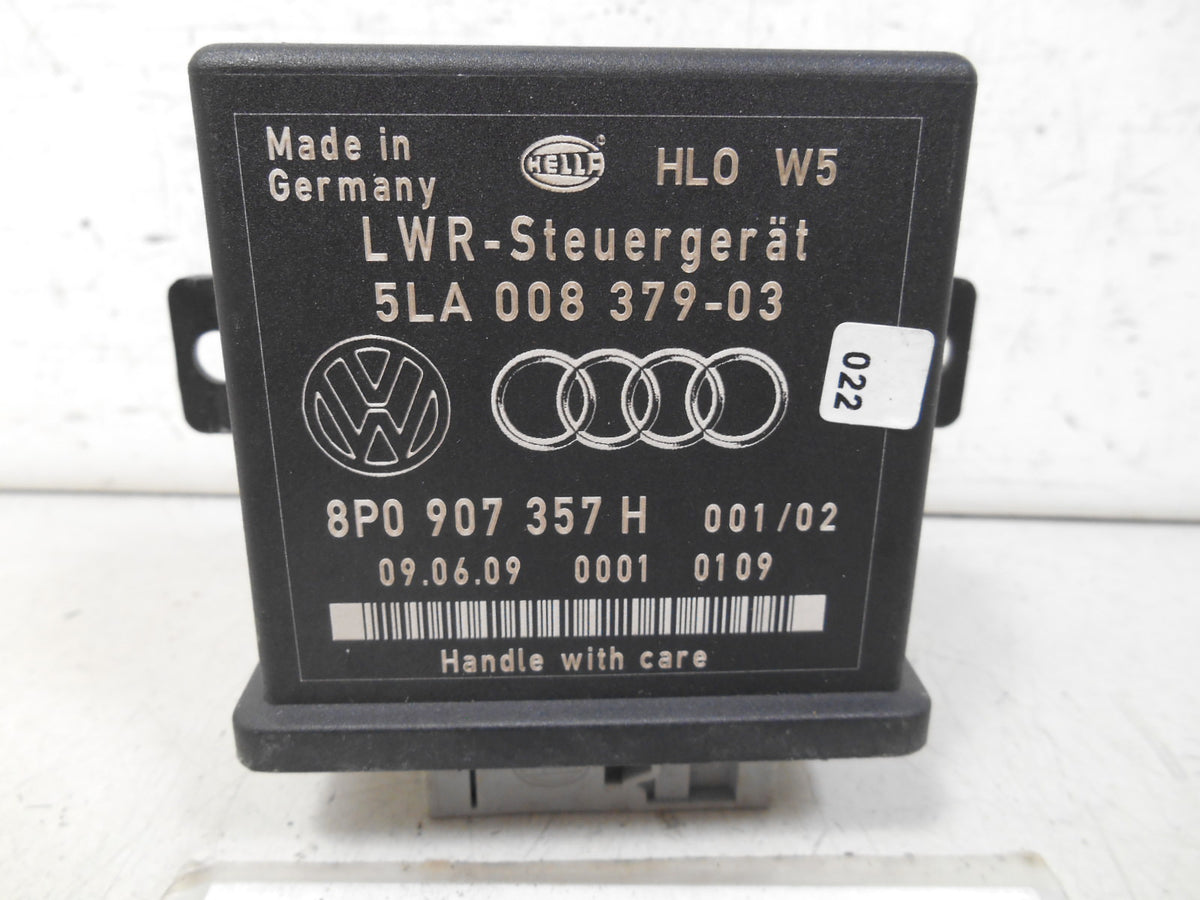 Made in
Germany
HELLA HLO W5
LWR-Steuergerät
5LA 008 379-03
022
8P0 907 357 H 001/02
09.06.09 0001 0109
Handle with care